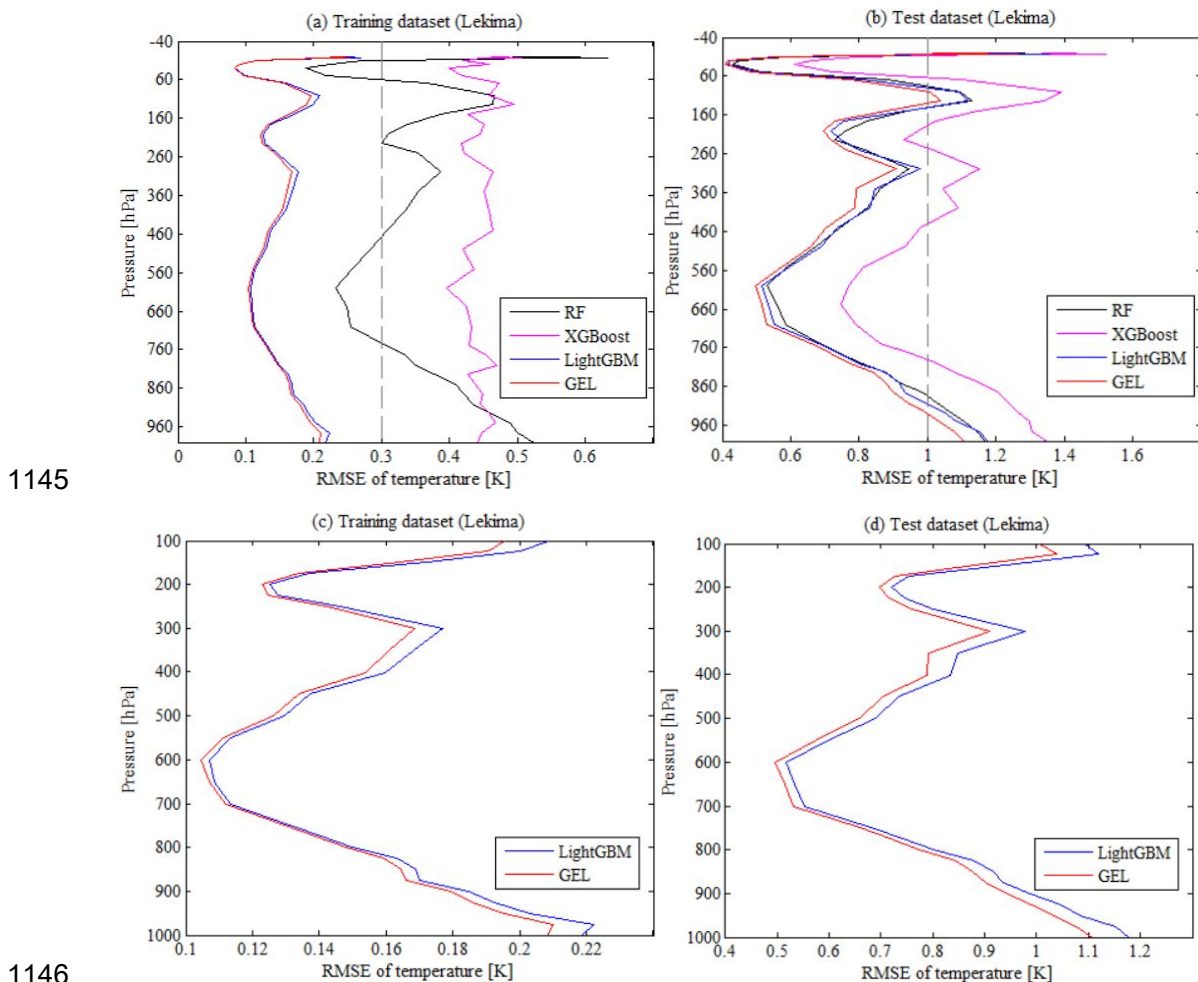 (a) Training dataset (Lekima)
-40
60
160
260
360
460
560
660
760
860
960
Pressure [hPa]
RF
XGBoost
LightGBM
GEL
0 0.1 0.2 0.3 0.4 0.5 0.6
RMSE of temperature [K]
(b) Test dataset (Lekima)
-40
60
160
260
360
460
560
660
760
860
960
Pressure [hPa]
RF
XGBoost
LightGBM
GEL
0.4 0.6 0.8 1 1.2 1.4 1.6
RMSE of temperature [K]
1145
(c) Training dataset (Lekima)
100
200
300
400
500
600
700
800
900
1000
Pressure [hPa]
LightGBM
GEL
0.1 0.12 0.14 0.16 0.18 0.2 0.22
RMSE of temperature [K]
(d) Test dataset (Lekima)
100
200
300
400
500
600
700
800
900
1000
Pressure [hPa]
LightGBM
GEL
0.4 0.5 0.6 0.7 0.8 0.9 1 1.1 1.2
RMSE of temperature [K]
1146